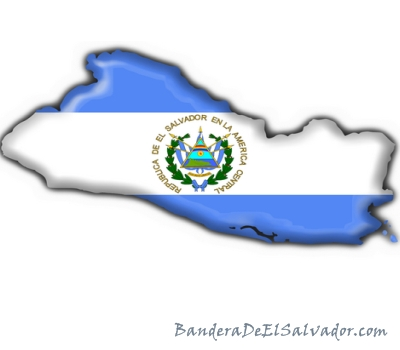 REPUBLICA DE EL SALVADOR EN LA AMERICA CENTRAL
BanderaDeElSalvador.com